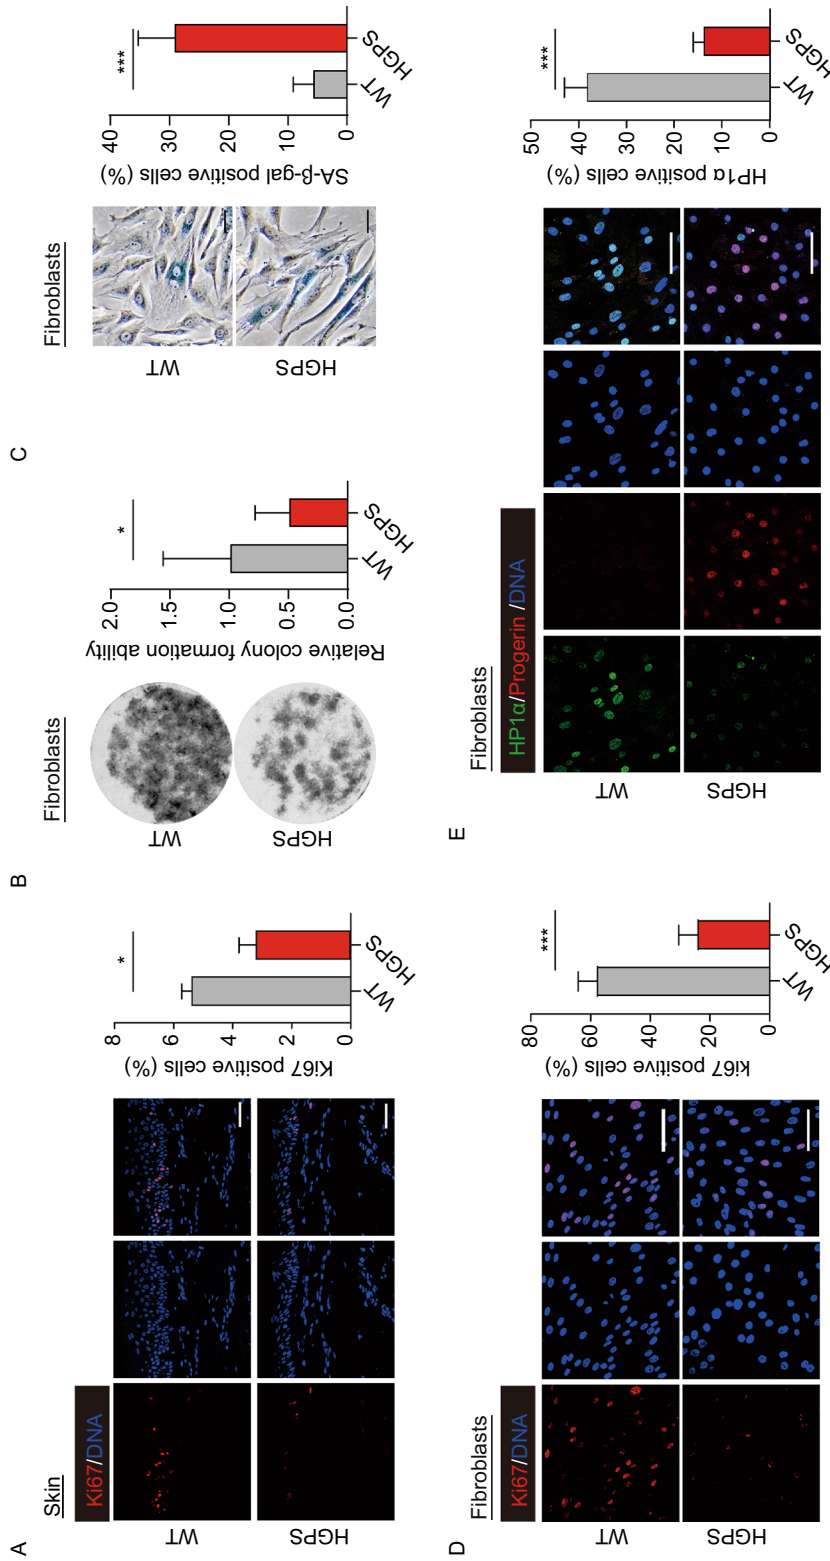 A
Skin
Ki67/DNA
WT
HGPS
Ki67 positive cells (%)
8
6
4
2
0
*
WT
HGPS
B
Fibroblasts
WT
HGPS
Relative colony formation ability
2.0
1.5
1.0
0.5
0.0
*
WT
HGPS
C
Fibroblasts
WT
HGPS
SA-β-gal positive cells (%)
40
30
20
10
0
***
WT
HGPS
D
Fibroblasts
Ki67/DNA
WT
HGPS
ki67 positive cells (%)
80
60
40
20
0
***
WT
HGPS
E
Fibroblasts
HP1α/Progerin /DNA
WT
HGPS
HP1α positive cells (%)
50
40
30
20
10
0
***
WT
HGPS